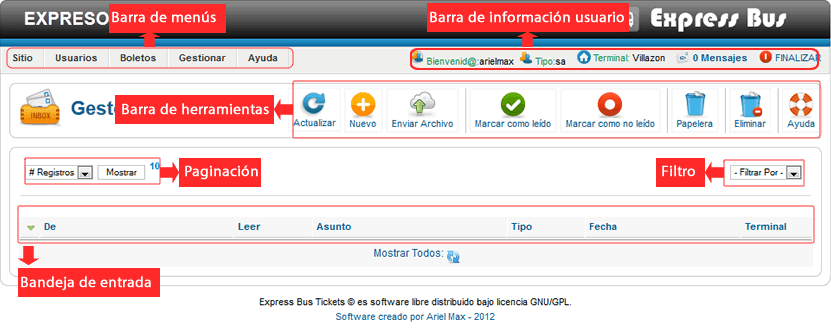 EXPRESO
Barra de menús
Barra de información usuario
Express Bus
Sitio Usuarios Boletos Gestionar Ayuda
Bienvenid@:arielmax Tipo:sa Terminal: Villazon 0 Mensajes FINALIZAR
INBOX
Gesto
Barra de herramientas
Actualizar Nuevo Enviar Archivo Marcar como leído Marcar como no leído Papelera Eliminar Ayuda
# Registros Mostrar 10
Paginación
Filtro
- Filtrar Por -
De Leer Asunto Tipo Fecha Terminal
Mostrar Todos:
Bandeja de entrada
Express Bus Tickets © es software libre distribuido bajo licencia GNU/GPL.
Software creado por Ariel Max - 2012